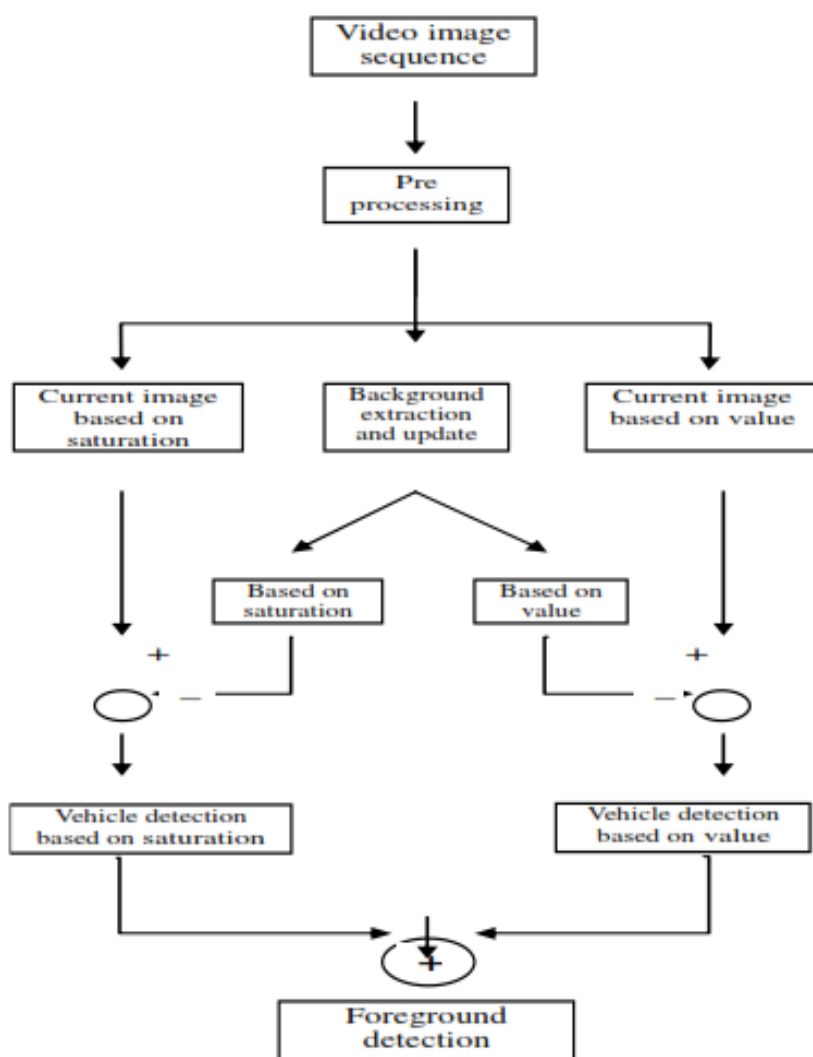 Video image
sequence
Pre
processing
Current image
based on
saturation
Background
extraction
and update
Current image
based on value
Based on
saturation
Based on
value
+
+
−
−
Vehicle detection
based on saturation
Vehicle detection
based on value
+
Foreground
detection